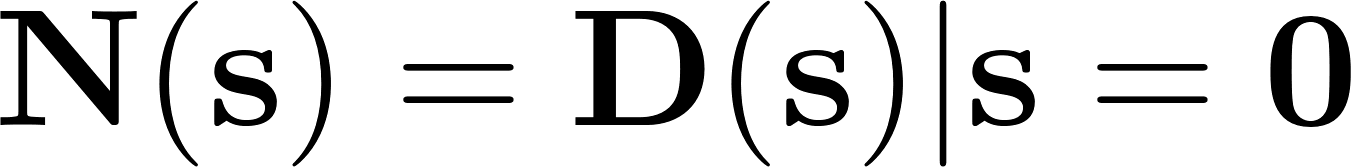 N(s) = D(s)|s = 0